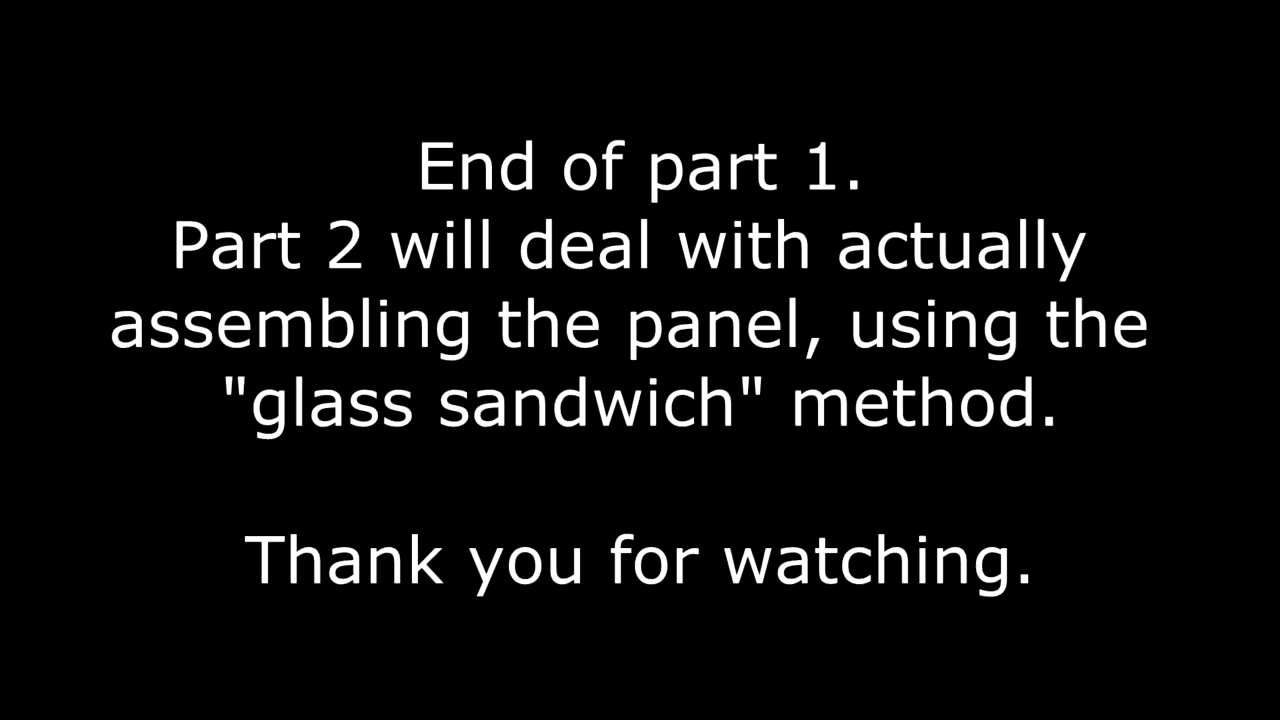 End of part 1.
Part 2 will deal with actually
assembling the panel, using the
"glass sandwich" method.
Thank you for watching.